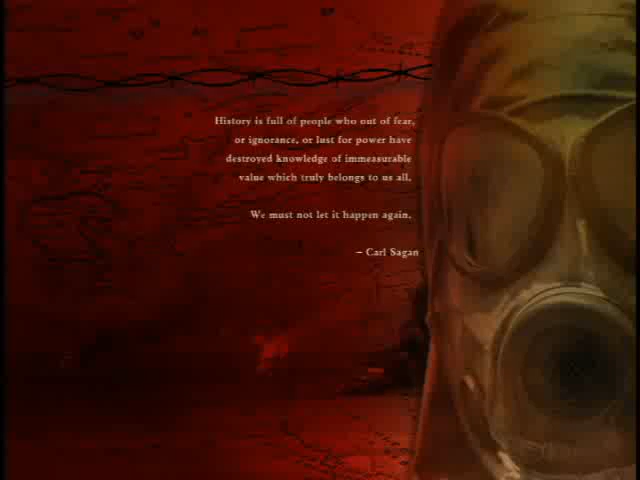 History is full of people who out of fear,
or ignorance, or lust for power have
destroyed knowledge of immeasurable
value which truly belongs to us all.
We must not let it happen again.
– Carl Sagan